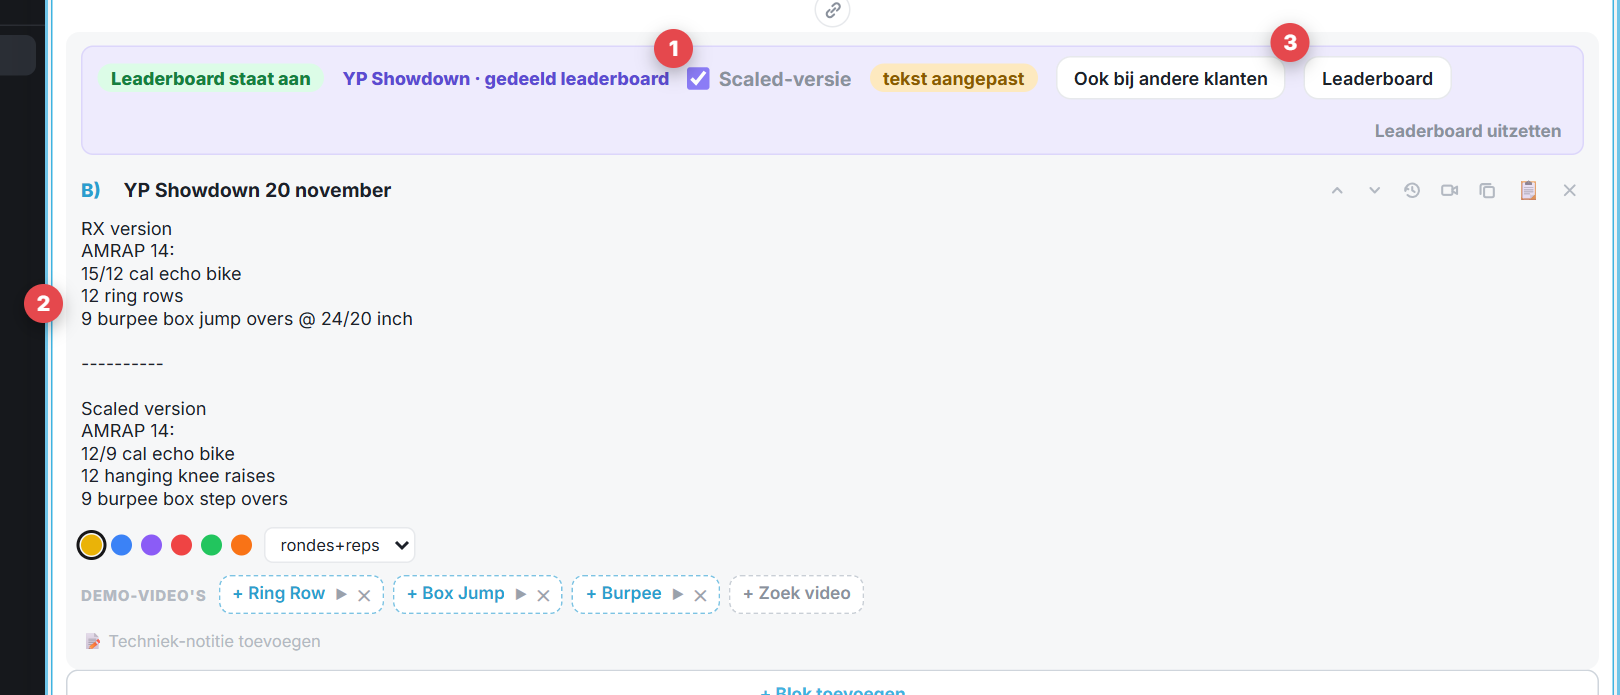 1
3
Leaderboard staat aan YP Showdown · gedeeld leaderboard Scaled-versie tekst aangepast Ook bij andere klanten Leaderboard
Leaderboard uitzetten
B) YP Showdown 20 november
RX version
AMRAP 14:
15/12 cal echo bike
12 ring rows
2
9 burpee box jump overs @ 24/20 inch
----------
Scaled version
AMRAP 14:
12/9 cal echo bike
12 hanging knee raises
9 burpee box step overs
rondes+reps
DEMO-VIDEO'S + Ring Row + Box Jump + Burpee + Zoek video
Techniek-notitie toevoegen
+ Blok toevoegen